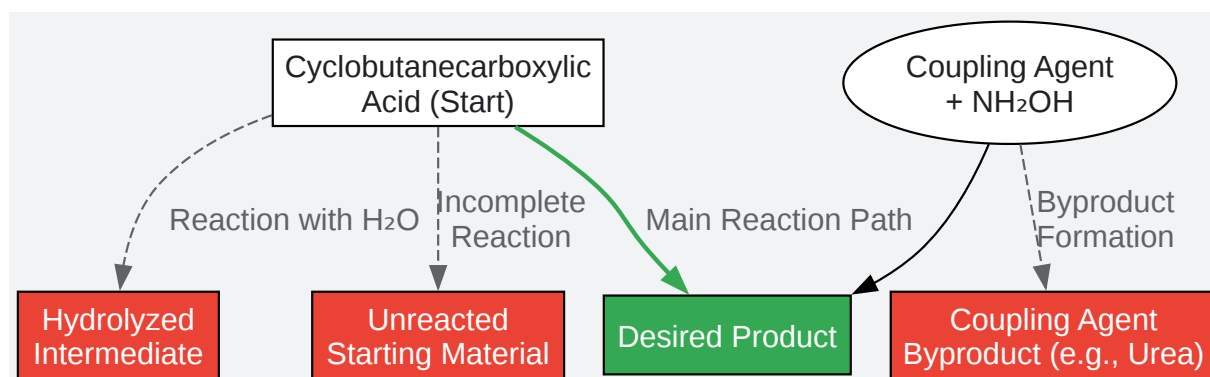 Cyclobutanecarboxylic
Acid (Start)
Coupling Agent
+ NH₂OH
Reaction with H₂O
Incomplete
Reaction
Main Reaction Path
Byproduct
Formation
Hydrolyzed
Intermediate
Unreacted
Starting Material
Desired Product
Coupling Agent
Byproduct (e.g., Urea)